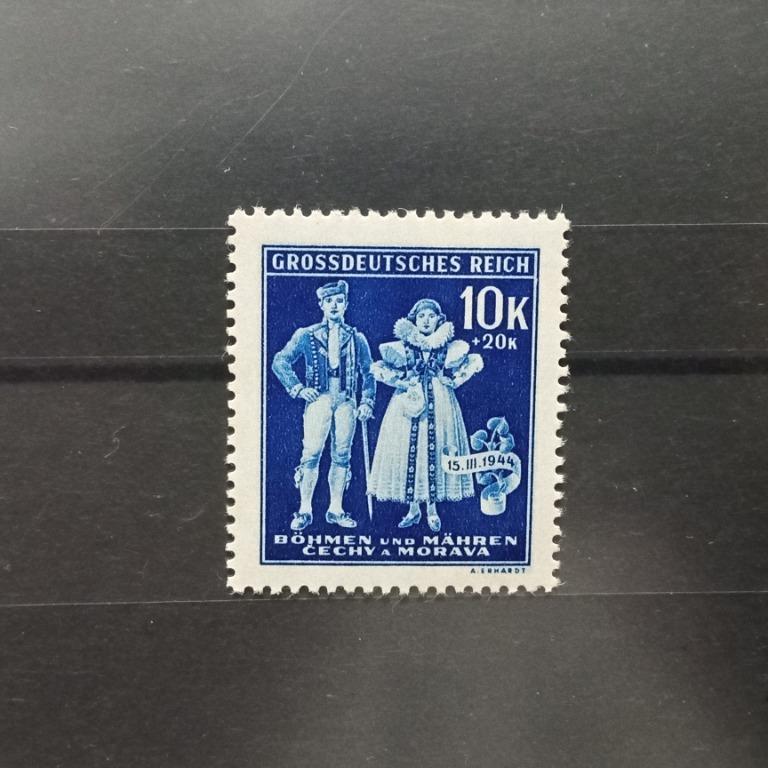 GROSSDEUTSCHES REICH
10K
+20K
15.III.1944
BÖHMEN UND MÄHREN
ČECHY A MORAVA
A. ERHARDT